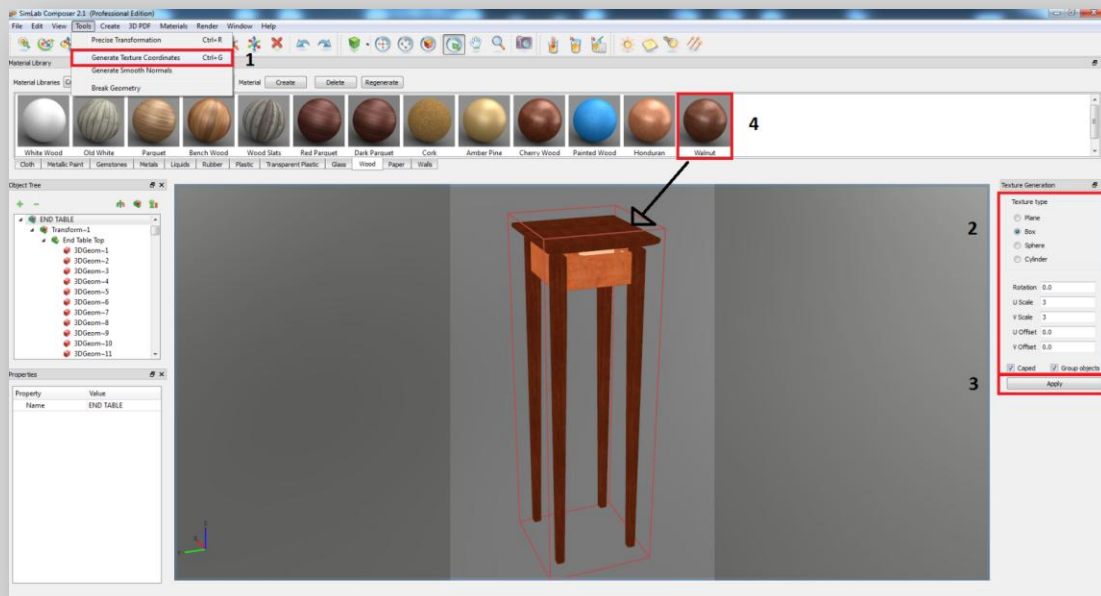 SimLab Composer 2.1 (Professional Edition)
File Edit View Tools Create 3D PDF Materials Render Window Help
Precise Transformation Ctrl+R
Generate Texture Coordinates Ctrl+G
1
Generate Smooth Normals
Break Geometry
Material Library
Material Libraries Material Create Delete Regenerate
White Wood Old White Parquet Bench Wood Wood Slats Red Parquet Dark Parquet Cork Amber Pine Cherry Wood Painted Wood Honduran Walnut
4
Cloth Metallic Paint Gemstones Metals Liquids Rubber Plastic Transparent Plastic Glass Wood Paper Walls
Object Tree
END TABLE
Transform-1
End Table Top
3DGeom-1
3DGeom-2
3DGeom-3
3DGeom-4
3DGeom-5
3DGeom-6
3DGeom-7
3DGeom-8
3DGeom-9
3DGeom-10
3DGeom-11
Properties
Property Value
Name END TABLE
Texture Generation
2
Texture type
Plane
Box
Sphere
Cylinder
Rotation 0.0
U Scale 3
V Scale 3
U Offset 0.0
V Offset 0.0
Caped Group objects
3
Apply